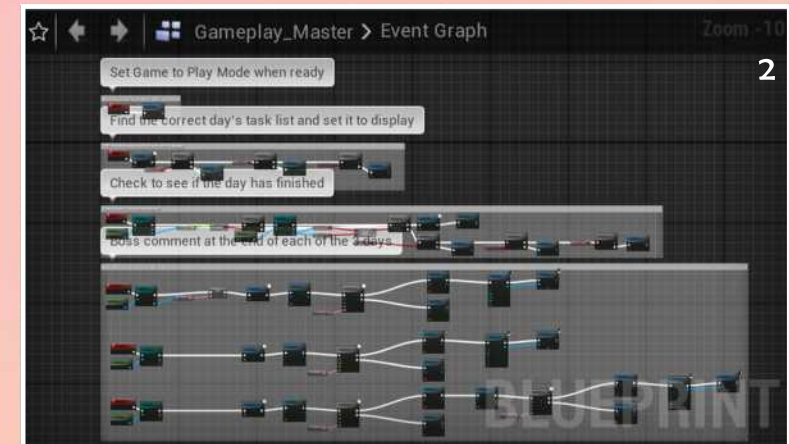 Gameplay_Master > Event Graph
Zoom -10
2
Set Game to Play Mode when ready
Find the correct day's task list and set it to display
Check to see if the day has finished
Boss comment at the end of each of the 3 days
BLUEPRINT